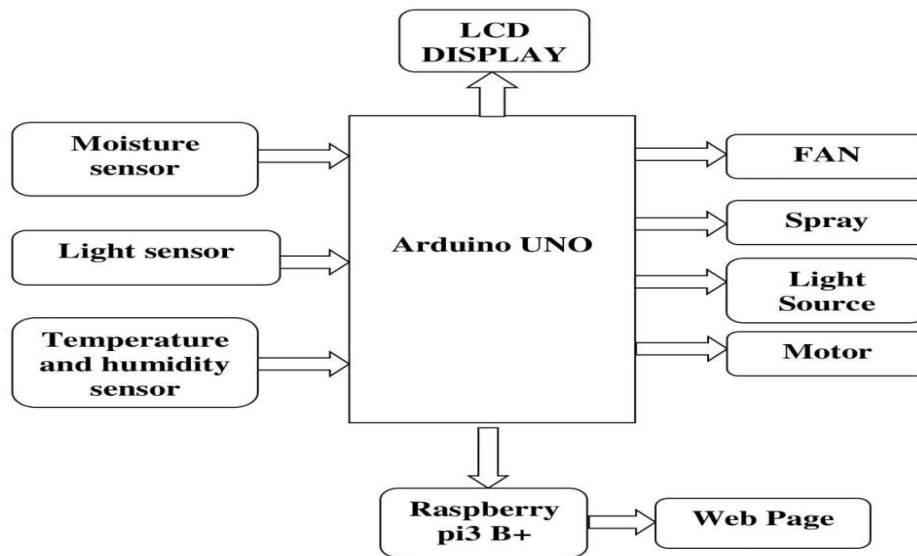 LCD
DISPLAY
Moisture
sensor
Light sensor
Temperature
and humidity
sensor
Arduino UNO
FAN
Spray
Light
Source
Motor
Raspberry
pi3 B+
Web Page